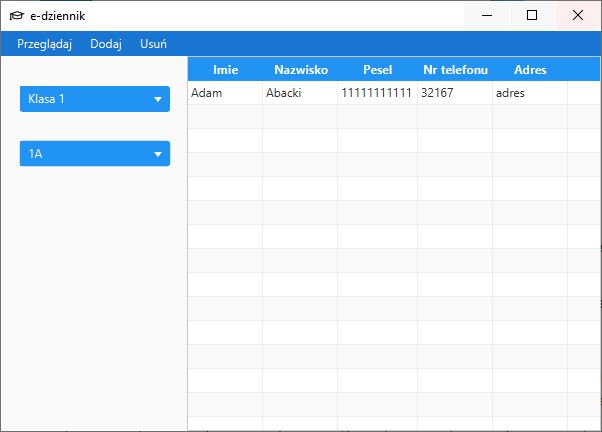 e-dziennik
Przeglądaj Dodaj Usuń
Klasa 1
1A
Imie Nazwisko Pesel Nr telefonu Adres
Adam Abacki 11111111111 32167 adres